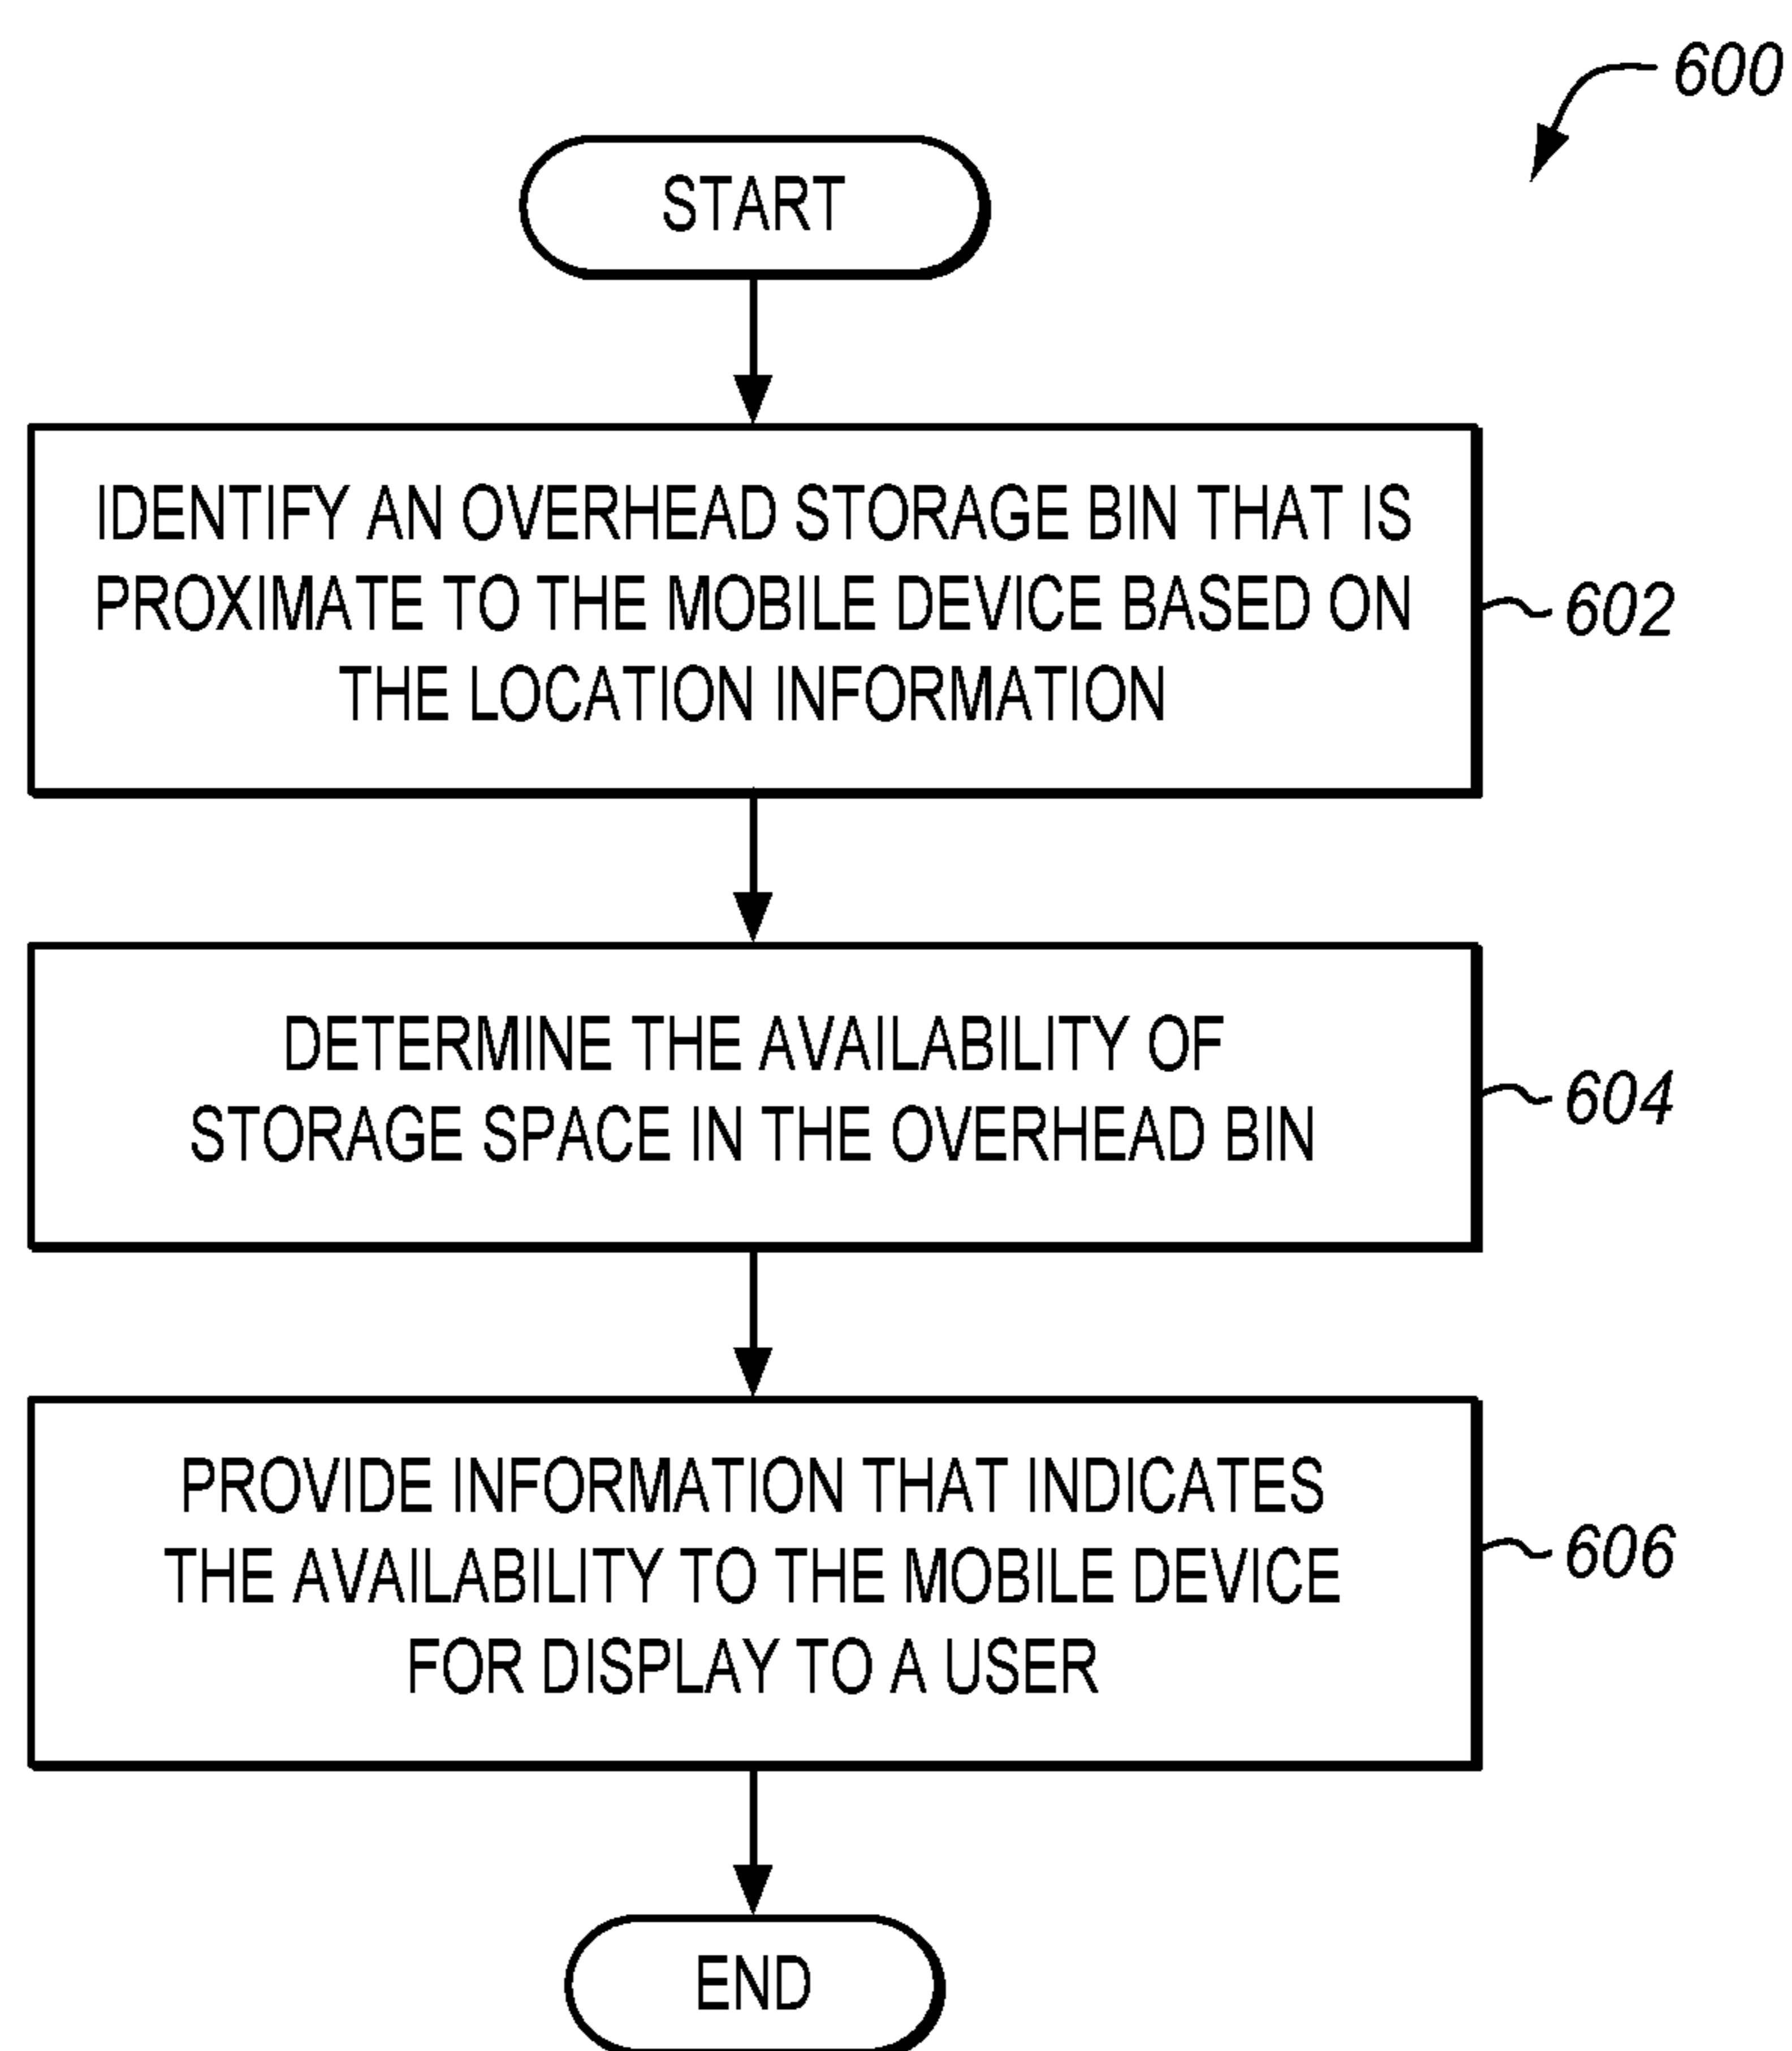 600
START
IDENTIFY AN OVERHEAD STORAGE BIN THAT IS
PROXIMATE TO THE MOBILE DEVICE BASED ON
THE LOCATION INFORMATION
602
DETERMINE THE AVAILABILITY OF
STORAGE SPACE IN THE OVERHEAD BIN
604
PROVIDE INFORMATION THAT INDICATES
THE AVAILABILITY TO THE MOBILE DEVICE
FOR DISPLAY TO A USER
606
END